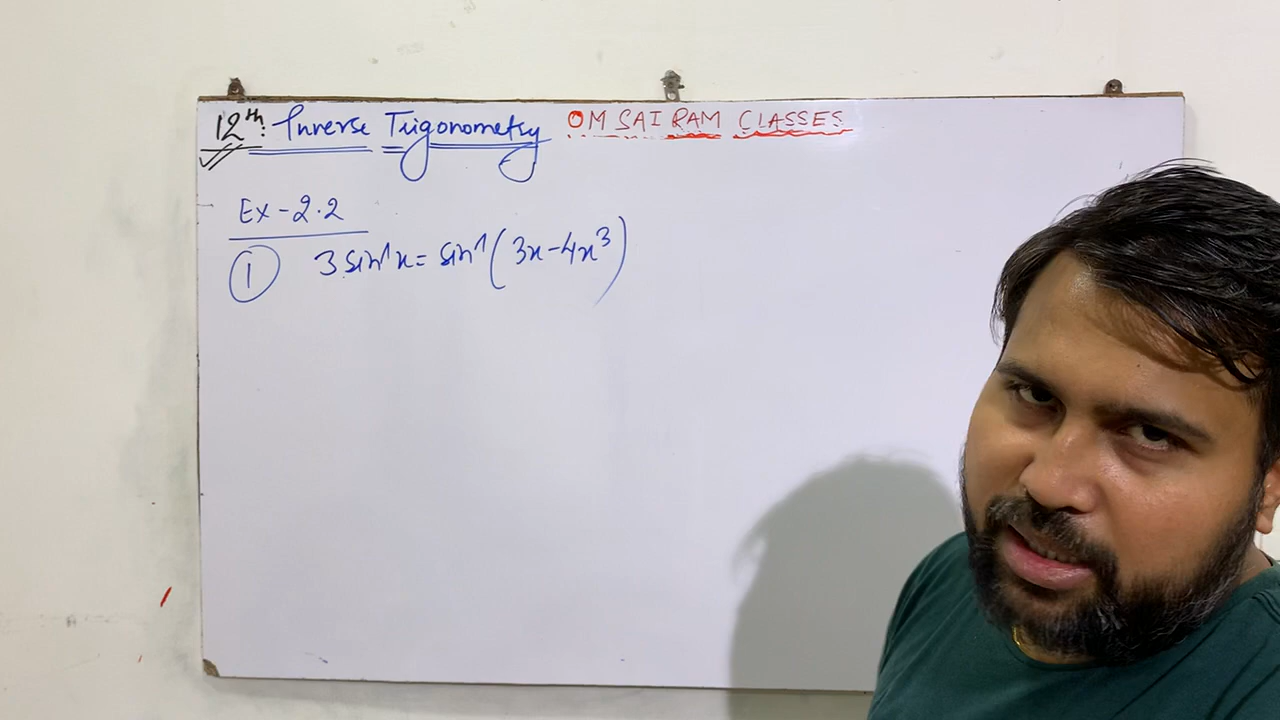 12th: Inverse Trigonometry OM SAI RAM CLASSES
Ex-2.2
① 3 sin⁻¹x = sin⁻¹(3x-4x³)